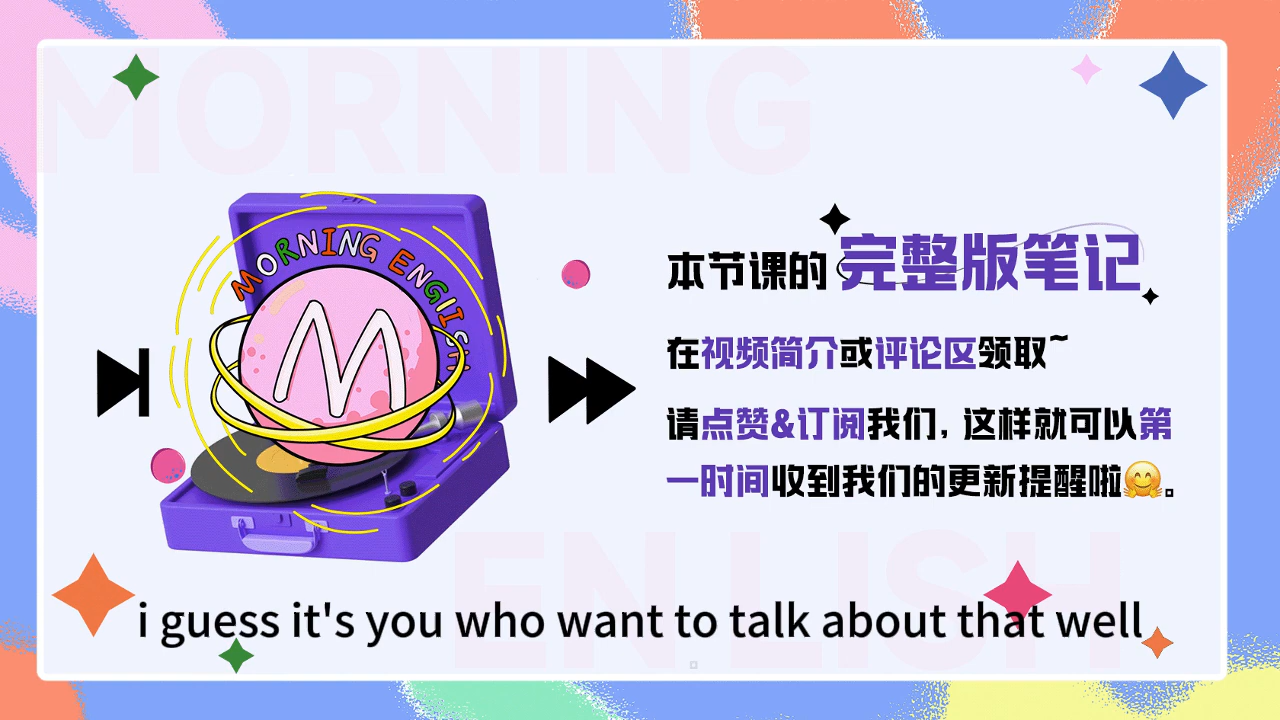 MORNING
MORNING ENGLISH
M
本节课的 完整版笔记
在视频简介或评论区领取~
请点赞&订阅我们，这样就可以第
一时间收到我们的更新提醒啦🤗。
EN LISH
i guess it's you who want to talk about that well